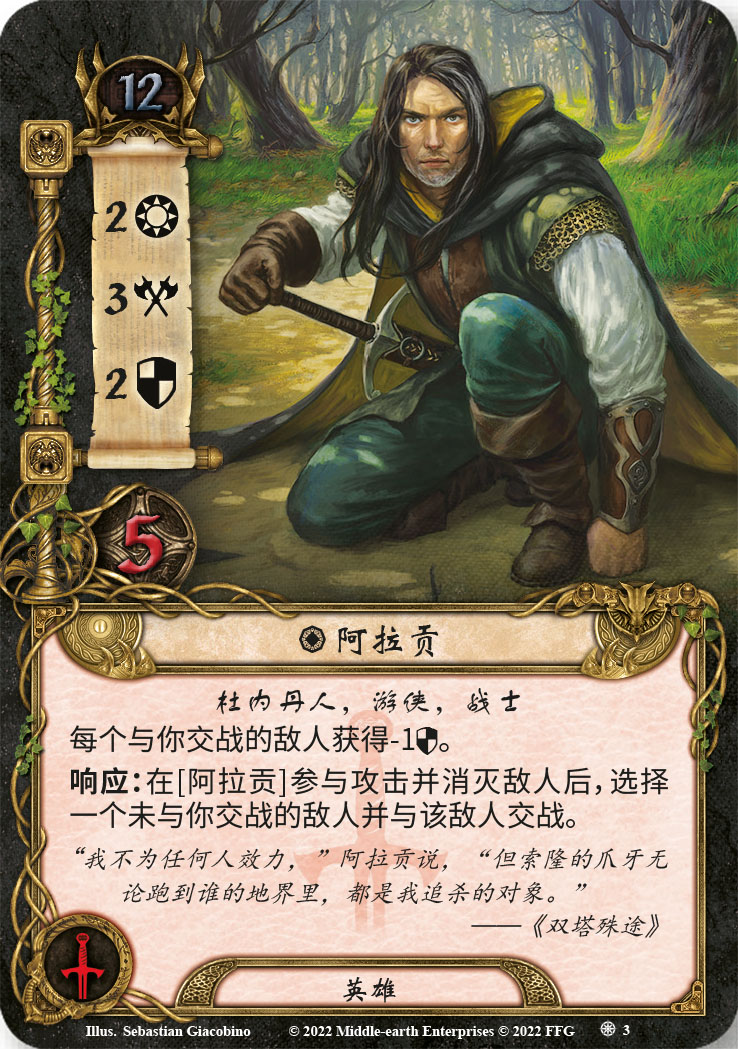 12
2
3
2
5
阿拉贡
杜内丹人，游侠，战士
每个与你交战的敌人获得-1。
响应：在[阿拉贡]参与攻击并消灭敌人后，选择
一个未与你交战的敌人并与该敌人交战。
“我不为任何人效力，”阿拉贡说，“但索隆的爪牙无
论跑到谁的地界里，都是我追杀的对象。”
——《双塔殊途》
英雄
Illus. Sebastian Giacobino © 2022 Middle-earth Enterprises © 2022 FFG 3